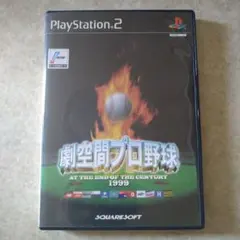 PlayStation®2
劇空間プロ野球
AT THE END OF THE CENTURY
1999
SQUARESOFT